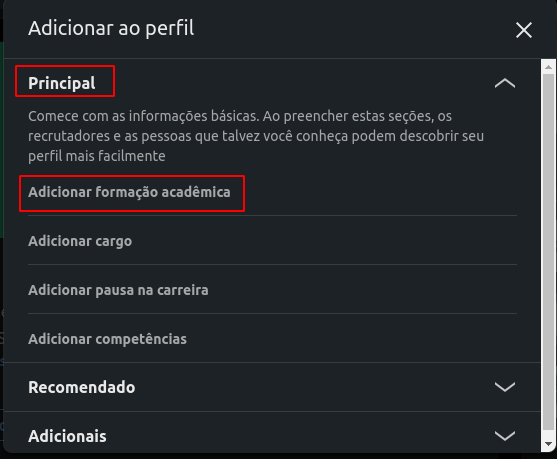 Adicionar ao perfil
Principal
Comece com as informações básicas. Ao preencher estas seções, os
recrutadores e as pessoas que talvez você conheça podem descobrir seu
perfil mais facilmente
Adicionar formação acadêmica
Adicionar cargo
Adicionar pausa na carreira
Adicionar competências
Recomendado
Adicionais